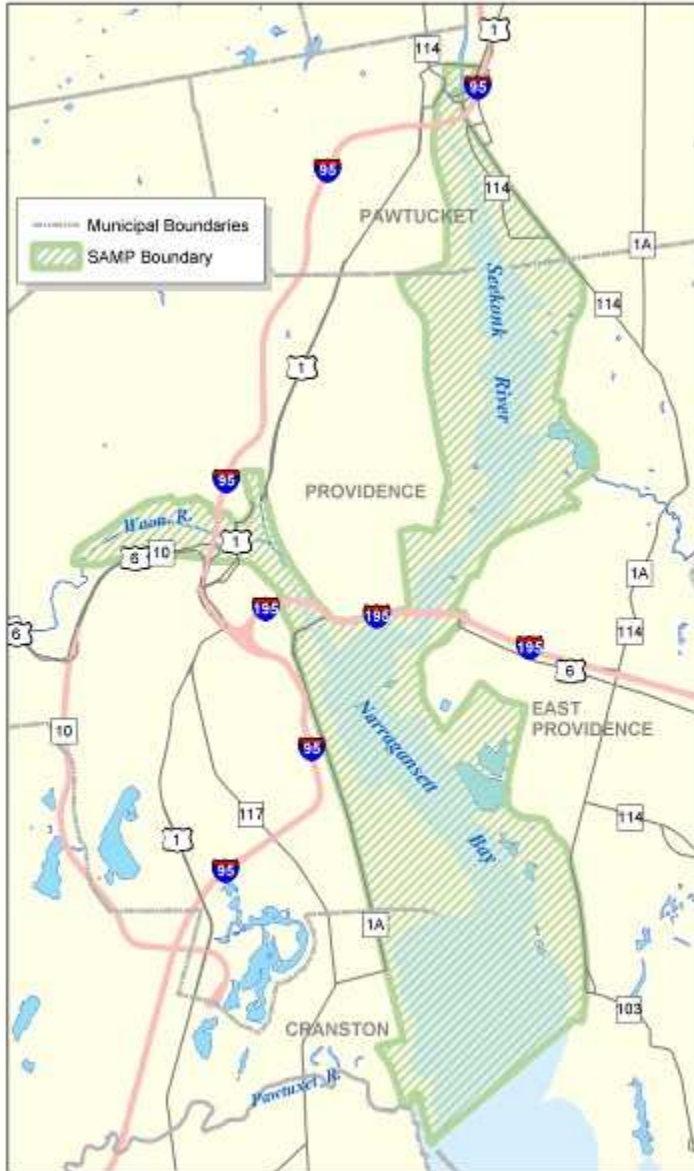 1
114
95
95
Municipal Boundaries
SAMP Boundary
114
PAWTUCKET
1A
Seekonk
River
114
1
95
PROVIDENCE
Woon. R.
1
6
10
1A
195
195
114
6
195
6
EAST
PROVIDENCE
10
Narragansett
Bay
95
117
114
1
95
1A
103
CRANSTON
Pawtuxet R.